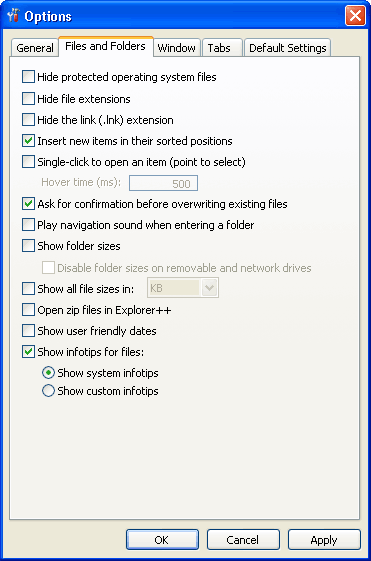 Options
General Files and Folders Window Tabs Default Settings
Hide protected operating system files
Hide file extensions
Hide the link (.lnk) extension
Insert new items in their sorted positions
Single-click to open an item (point to select)
Hover time (ms): 500
Ask for confirmation before overwriting existing files
Play navigation sound when entering a folder
Show folder sizes
Disable folder sizes on removable and network drives
Show all file sizes in: KB
Open zip files in Explorer++
Show user friendly dates
Show infotips for files:
Show system infotips
Show custom infotips
OK Cancel Apply